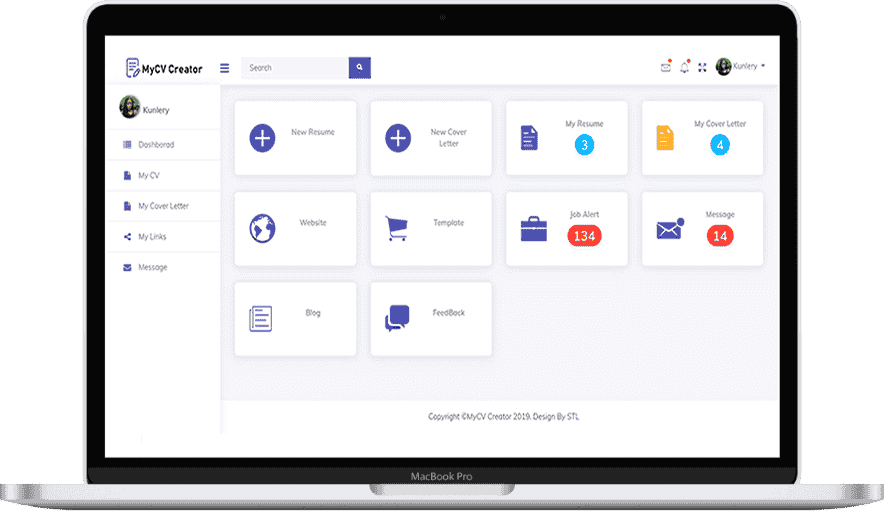 MyCV Creator
Search
Kunlery
Kunlery
Dashborad
My CV
My Cover Letter
My Links
Message
New Resume
New Cover
Letter
My Resume
3
My Cover Letter
4
Website
Template
Job Alert
134
Message
14
Blog
FeedBack
Copyright ©MyCV Creator 2019. Design By STL
MacBook Pro